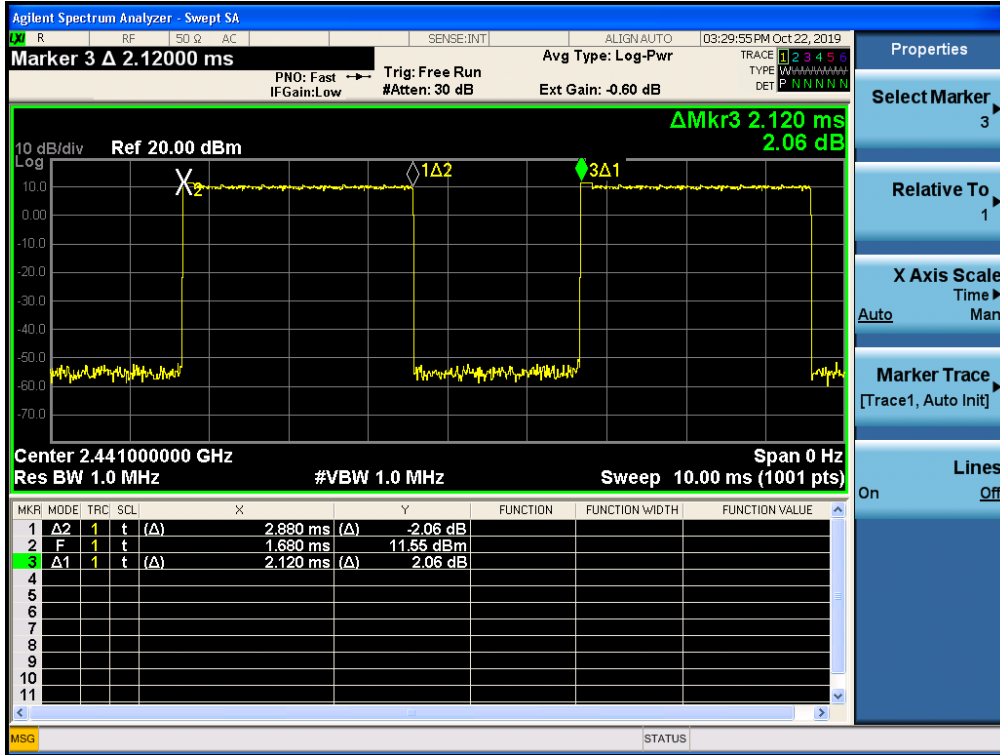 Agilent Spectrum Analyzer - Swept SA
LXI R RF 50 Ω AC SENSE:INT ALIGN AUTO 03:29:55 PM Oct 22, 2019
Marker 3 Δ 2.12000 ms
PNO: Fast
IFGain:Low
Trig: Free Run
#Atten: 30 dB
Avg Type: Log-Pwr
Ext Gain: -0.60 dB
TRACE 1 2 3 4 5 6
TYPE W
DET P N N N N N
ΔMkr3 2.120 ms
2.06 dB
10 dB/div Ref 20.00 dBm
Log
10.0
0.00
-10.0
-20.0
-30.0
-40.0
-50.0
-60.0
-70.0
X2
1Δ2
3Δ1
Center 2.441000000 GHz Span 0 Hz
Res BW 1.0 MHz #VBW 1.0 MHz Sweep 10.00 ms (1001 pts)
MKR MODE TRC SCL X Y FUNCTION FUNCTION WIDTH FUNCTION VALUE
1 Δ2 1 t (Δ) 2.880 ms (Δ) -2.06 dB
2 F 1 t 1.680 ms 11.55 dBm
3 Δ1 1 t (Δ) 2.120 ms (Δ) 2.06 dB
4
5
6
7
8
9
10
11
MSG STATUS
Properties
Select Marker
3
Relative To
1
X Axis Scale
Time
Auto Man
Marker Trace
[Trace1, Auto Init]
Lines
On Off